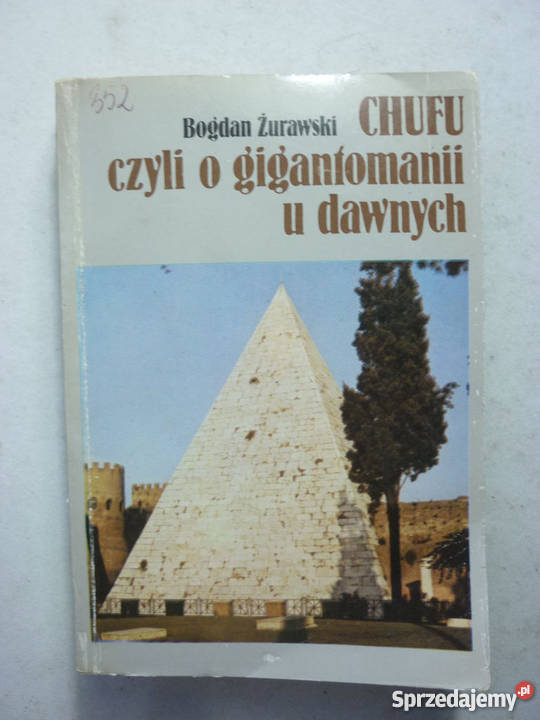 352
Bogdan Żurawski CHUFU
czyli o gigantomanii
u dawnych
Sprzedajemy.pl